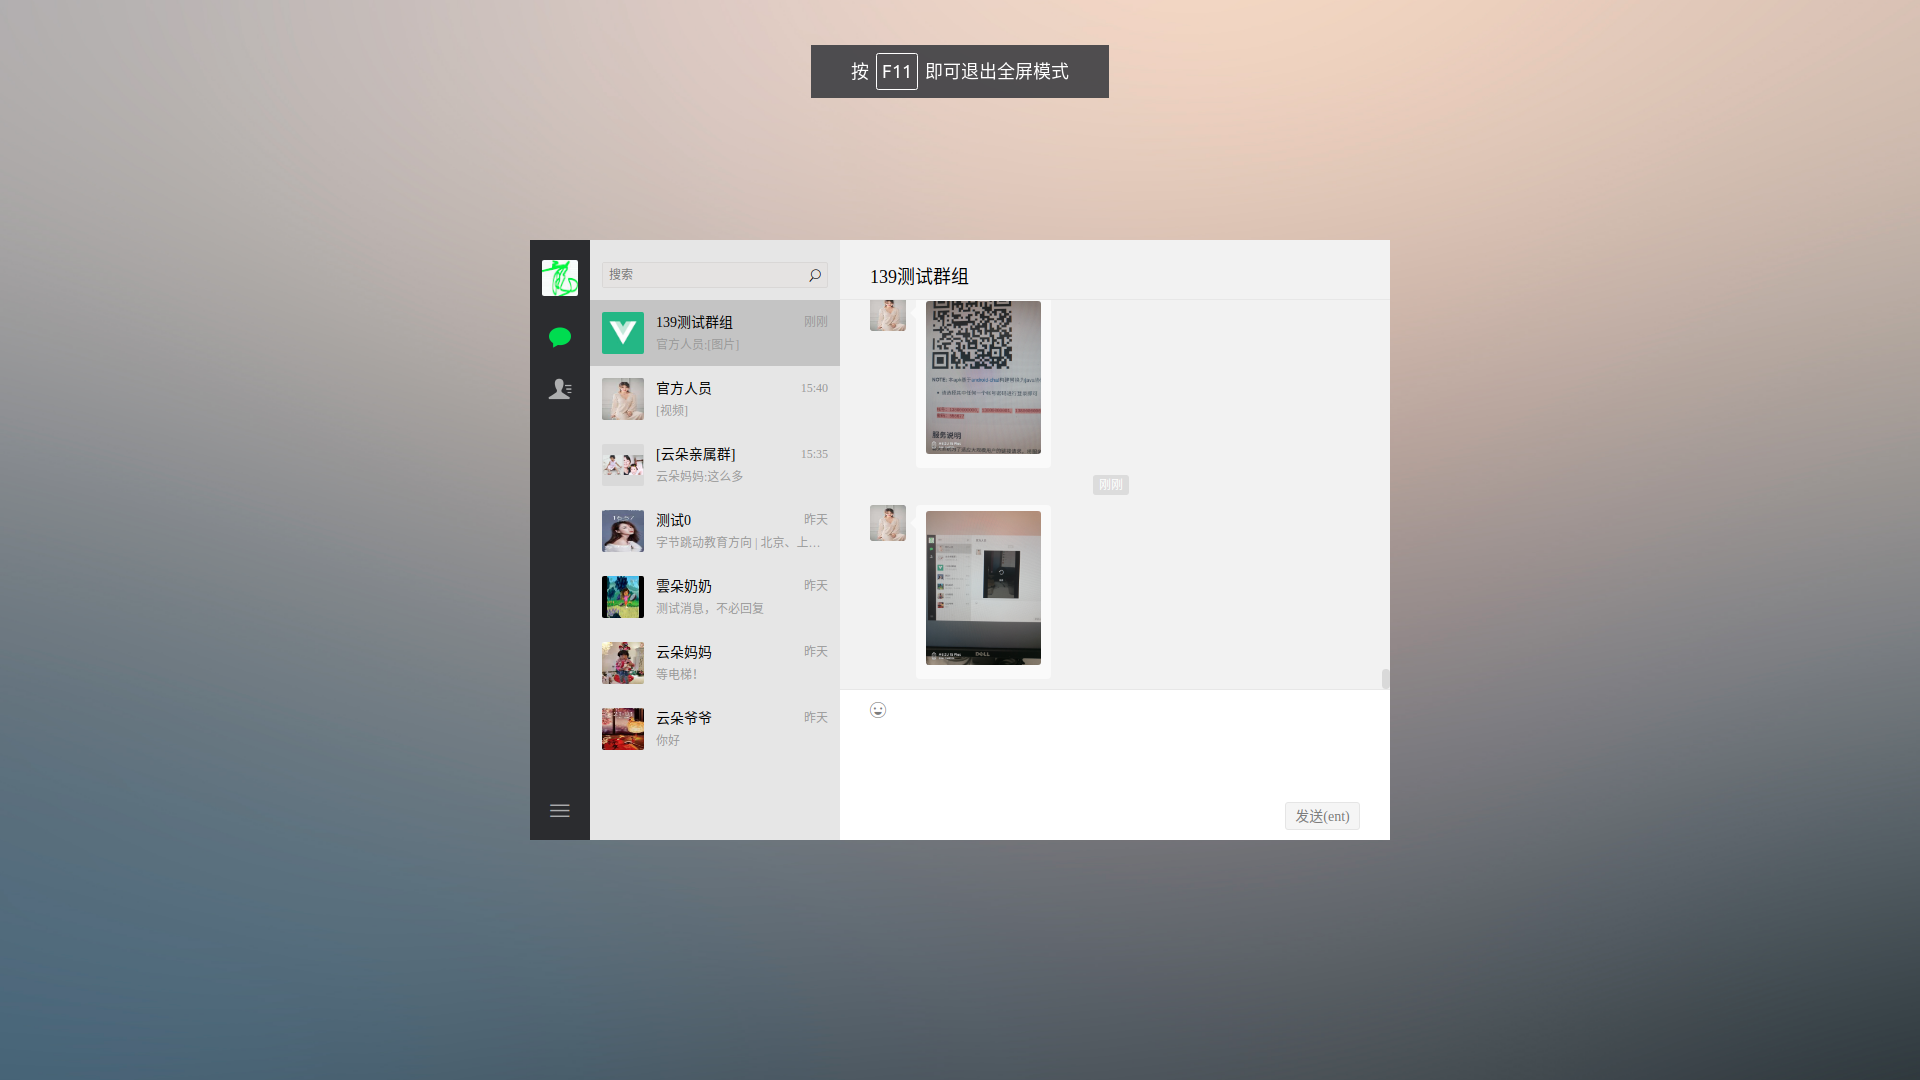 按 F11 即可退出全屏模式
搜索
139测试群组
刚刚
官方人员:[图片]
官方人员
15:40
[视频]
[云朵亲属群]
15:35
云朵妈妈:这么多
测试0
昨天
字节跳动教育方向 | 北京、上...
雲朵奶奶
昨天
测试消息，不必回复
云朵妈妈
昨天
等电梯！
云朵爷爷
昨天
你好
139测试群组
服务说明
刚刚
DELL
发送(ent)